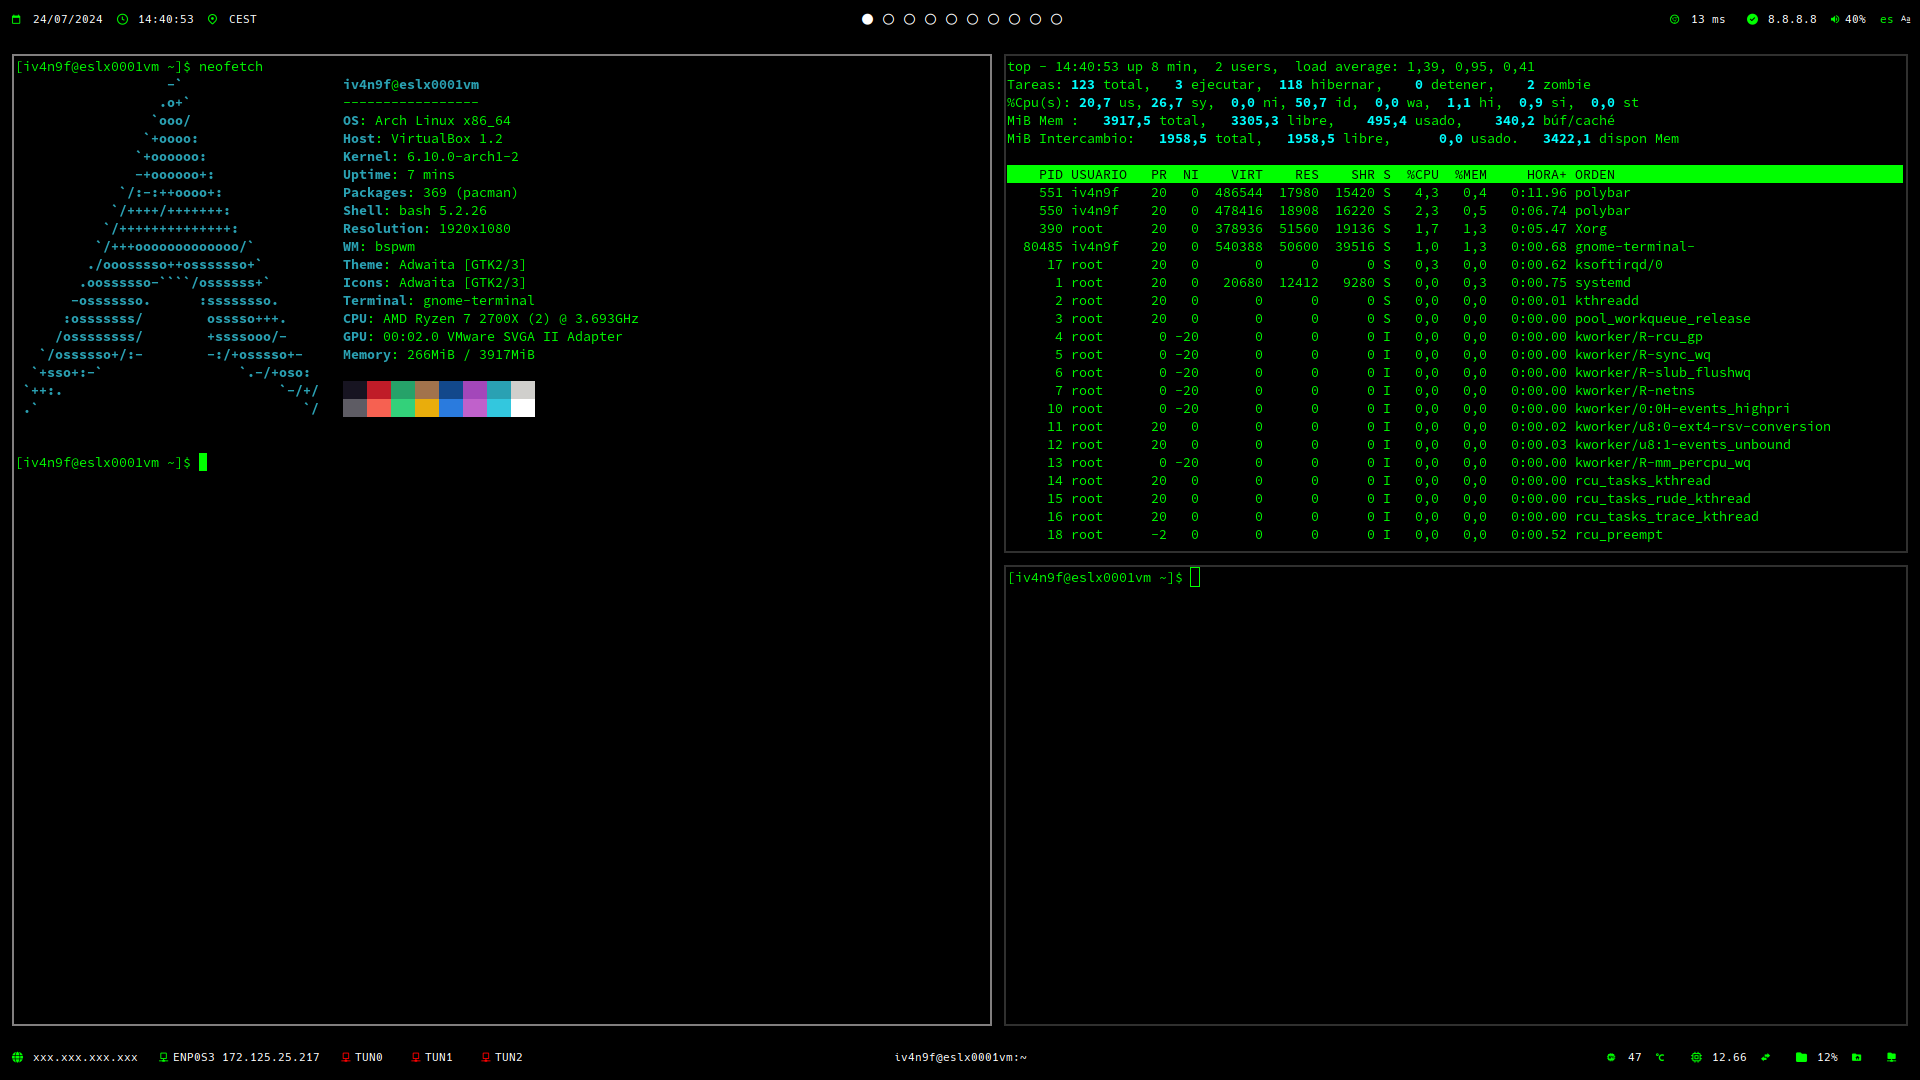 24/07/2024 14:40:53 CEST 13 ms 8.8.8.8 40% es
[iv4n9f@eslx0001vm ~]$ neofetch
                   -`
                  .o+`
                 `ooo/
                `+oooo:
               `+oooooo:
               -+oooooo+:
             `/:-:++oooo+:
            `/++++/+++++++:
           `/++++++++++++++:
          `/+++ooooooooooooo/`
         ./ooosssso++osssssso+`
        .oossssso-````/ossssss+`
       -osssssso.      :ssssssso.
      :osssssss/        osssso+++.
     /ossssssss/        +ssssooo/-
   `/ossssso+/:-        -:/+osssso+-
  `+sso+:-`                 `.-/+oso:
 `++:.                           `-/+/
 .`                                 `/
iv4n9f@eslx0001vm
-----------------
OS: Arch Linux x86_64
Host: VirtualBox 1.2
Kernel: 6.10.0-arch1-2
Uptime: 7 mins
Packages: 369 (pacman)
Shell: bash 5.2.26
Resolution: 1920x1080
WM: bspwm
Theme: Adwaita [GTK2/3]
Icons: Adwaita [GTK2/3]
Terminal: gnome-terminal
CPU: AMD Ryzen 7 2700X (2) @ 3.693GHz
GPU: 00:02.0 VMware SVGA II Adapter
Memory: 266MiB / 3917MiB
[iv4n9f@eslx0001vm ~]$
top - 14:40:53 up 8 min,  2 users,  load average: 1,39, 0,95, 0,41
Tareas: 123 total,   3 ejecutar,  118 hibernar,    0 detener,    2 zombie
%Cpu(s): 20,7 us, 26,7 sy,  0,0 ni, 50,7 id,  0,0 wa,  1,1 hi,  0,9 si,  0,0 st
MiB Mem :   3917,5 total,   3305,3 libre,    495,4 usado,    340,2 búf/caché
MiB Intercambio:   1958,5 total,   1958,5 libre,      0,0 usado.   3422,1 dispon Mem
PID USUARIO PR NI VIRT RES SHR S %CPU %MEM HORA+ ORDEN
551 iv4n9f 20 0 486544 17980 15420 S 4,3 0,4 0:11.96 polybar
550 iv4n9f 20 0 478416 18908 16220 S 2,3 0,5 0:06.74 polybar
390 root 20 0 378936 51560 19136 S 1,7 1,3 0:05.47 Xorg
80485 iv4n9f 20 0 540388 50600 39516 S 1,0 1,3 0:00.68 gnome-terminal-
17 root 20 0 0 0 0 S 0,3 0,0 0:00.62 ksoftirqd/0
1 root 20 0 20680 12412 9280 S 0,0 0,3 0:00.75 systemd
2 root 20 0 0 0 0 S 0,0 0,0 0:00.01 kthreadd
3 root 20 0 0 0 0 S 0,0 0,0 0:00.00 pool_workqueue_release
4 root 0 -20 0 0 0 I 0,0 0,0 0:00.00 kworker/R-rcu_gp
5 root 0 -20 0 0 0 I 0,0 0,0 0:00.00 kworker/R-sync_wq
6 root 0 -20 0 0 0 I 0,0 0,0 0:00.00 kworker/R-slub_flushwq
7 root 0 -20 0 0 0 I 0,0 0,0 0:00.00 kworker/R-netns
10 root 0 -20 0 0 0 I 0,0 0,0 0:00.00 kworker/0:0H-events_highpri
11 root 20 0 0 0 0 I 0,0 0,0 0:00.02 kworker/u8:0-ext4-rsv-conversion
12 root 20 0 0 0 0 I 0,0 0,0 0:00.03 kworker/u8:1-events_unbound
13 root 0 -20 0 0 0 I 0,0 0,0 0:00.00 kworker/R-mm_percpu_wq
14 root 20 0 0 0 0 I 0,0 0,0 0:00.00 rcu_tasks_kthread
15 root 20 0 0 0 0 I 0,0 0,0 0:00.00 rcu_tasks_rude_kthread
16 root 20 0 0 0 0 I 0,0 0,0 0:00.00 rcu_tasks_trace_kthread
18 root -2 0 0 0 0 I 0,0 0,0 0:00.52 rcu_preempt
[iv4n9f@eslx0001vm ~]$
xxx.xxx.xxx.xxx ENP0S3 172.125.25.217 TUN0 TUN1 TUN2 iv4n9f@eslx0001vm:~ 47 °C 12.66 12%